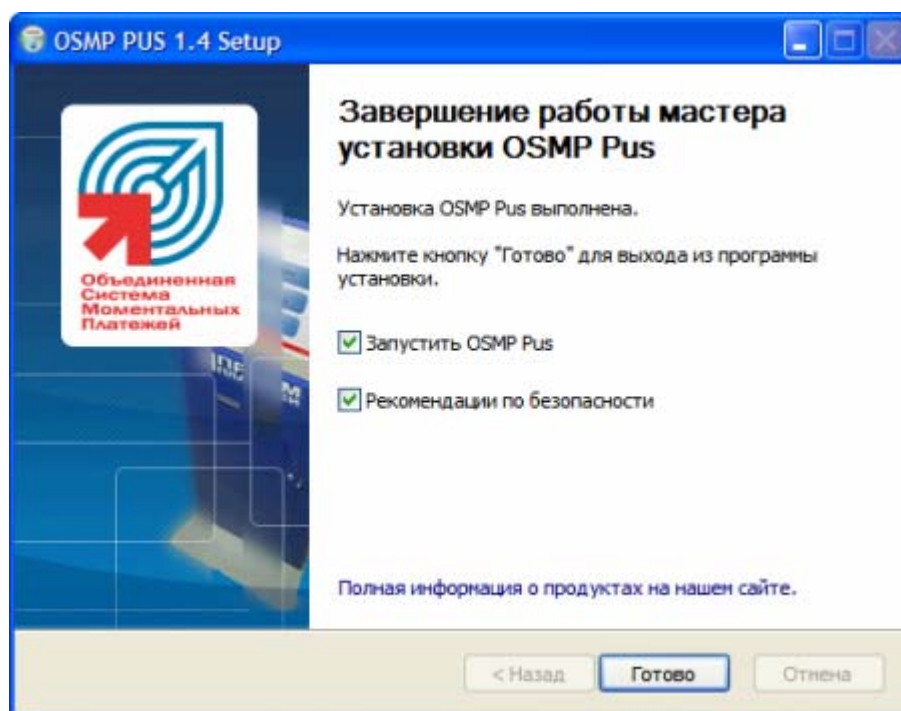 OSMP PUS 1.4 Setup
Объединенная
Система
Моментальных
Платежей
Завершение работы мастера
установки OSMP Pus
Установка OSMP Pus выполнена.
Нажмите кнопку "Готово" для выхода из программы
установки.
Запустить OSMP Pus
Рекомендации по безопасности
Полная информация о продуктах на нашем сайте.
< Назад
Готово
Отмена